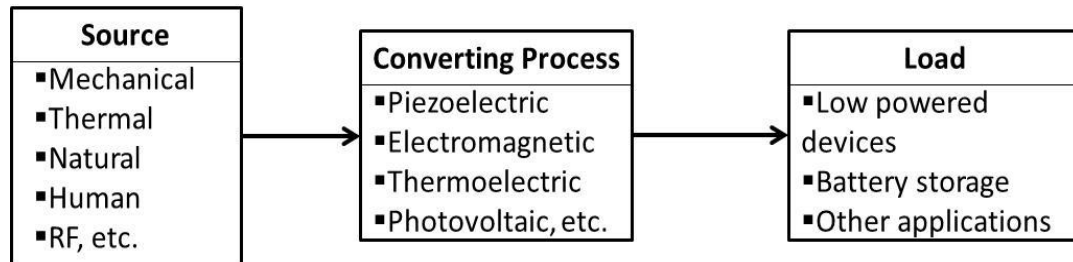 Source
▪Mechanical
▪Thermal
▪Natural
▪Human
▪RF, etc.
Converting Process
▪Piezoelectric
▪Electromagnetic
▪Thermoelectric
▪Photovoltaic, etc.
Load
▪Low powered
devices
▪Battery storage
▪Other applications